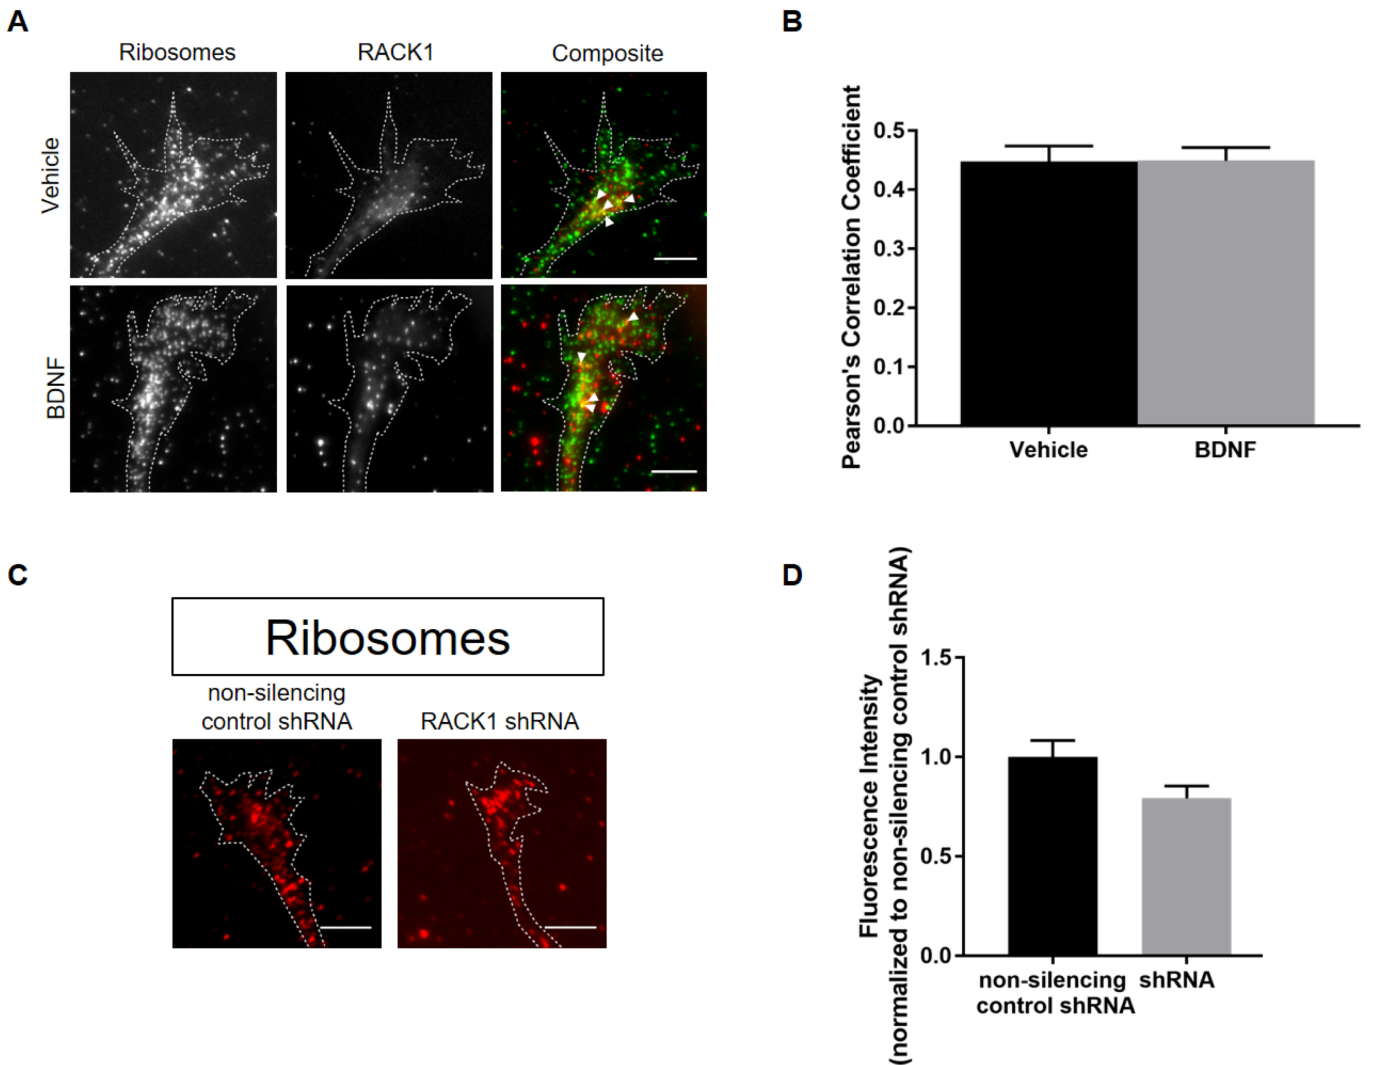 A
Ribosomes RACK1 Composite
Vehicle
BDNF
B
Pearson's Correlation Coefficient
0.5
0.4
0.3
0.2
0.1
0.0
Vehicle BDNF
C
Ribosomes
non-silencing
control shRNA
RACK1 shRNA
D
Fluorescence Intensity
(normalized to non-silencing control shRNA)
1.5
1.0
0.5
0.0
non-silencing
control shRNA
shRNA